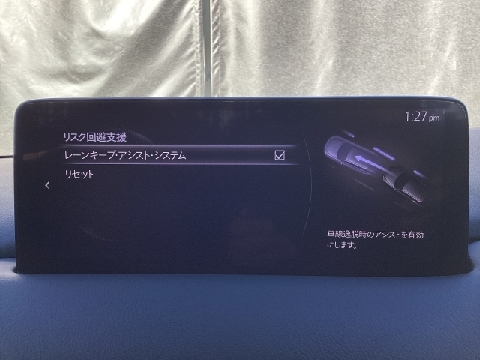 1:27 pm
リスク回避支援
レーンキープ・アシスト・システム
リセット
車線逸脱時のアシストを有効
にします。